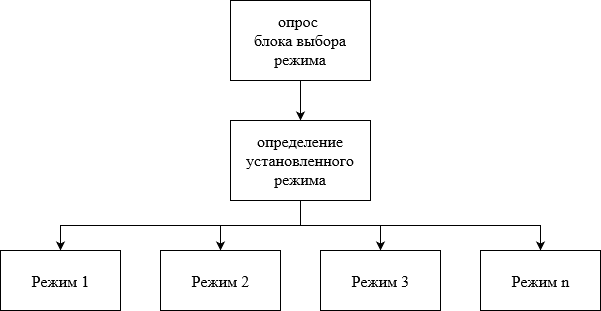 опрос
блока выбора
режима
определение
установленного
режима
Режим 1
Режим 2
Режим 3
Режим n